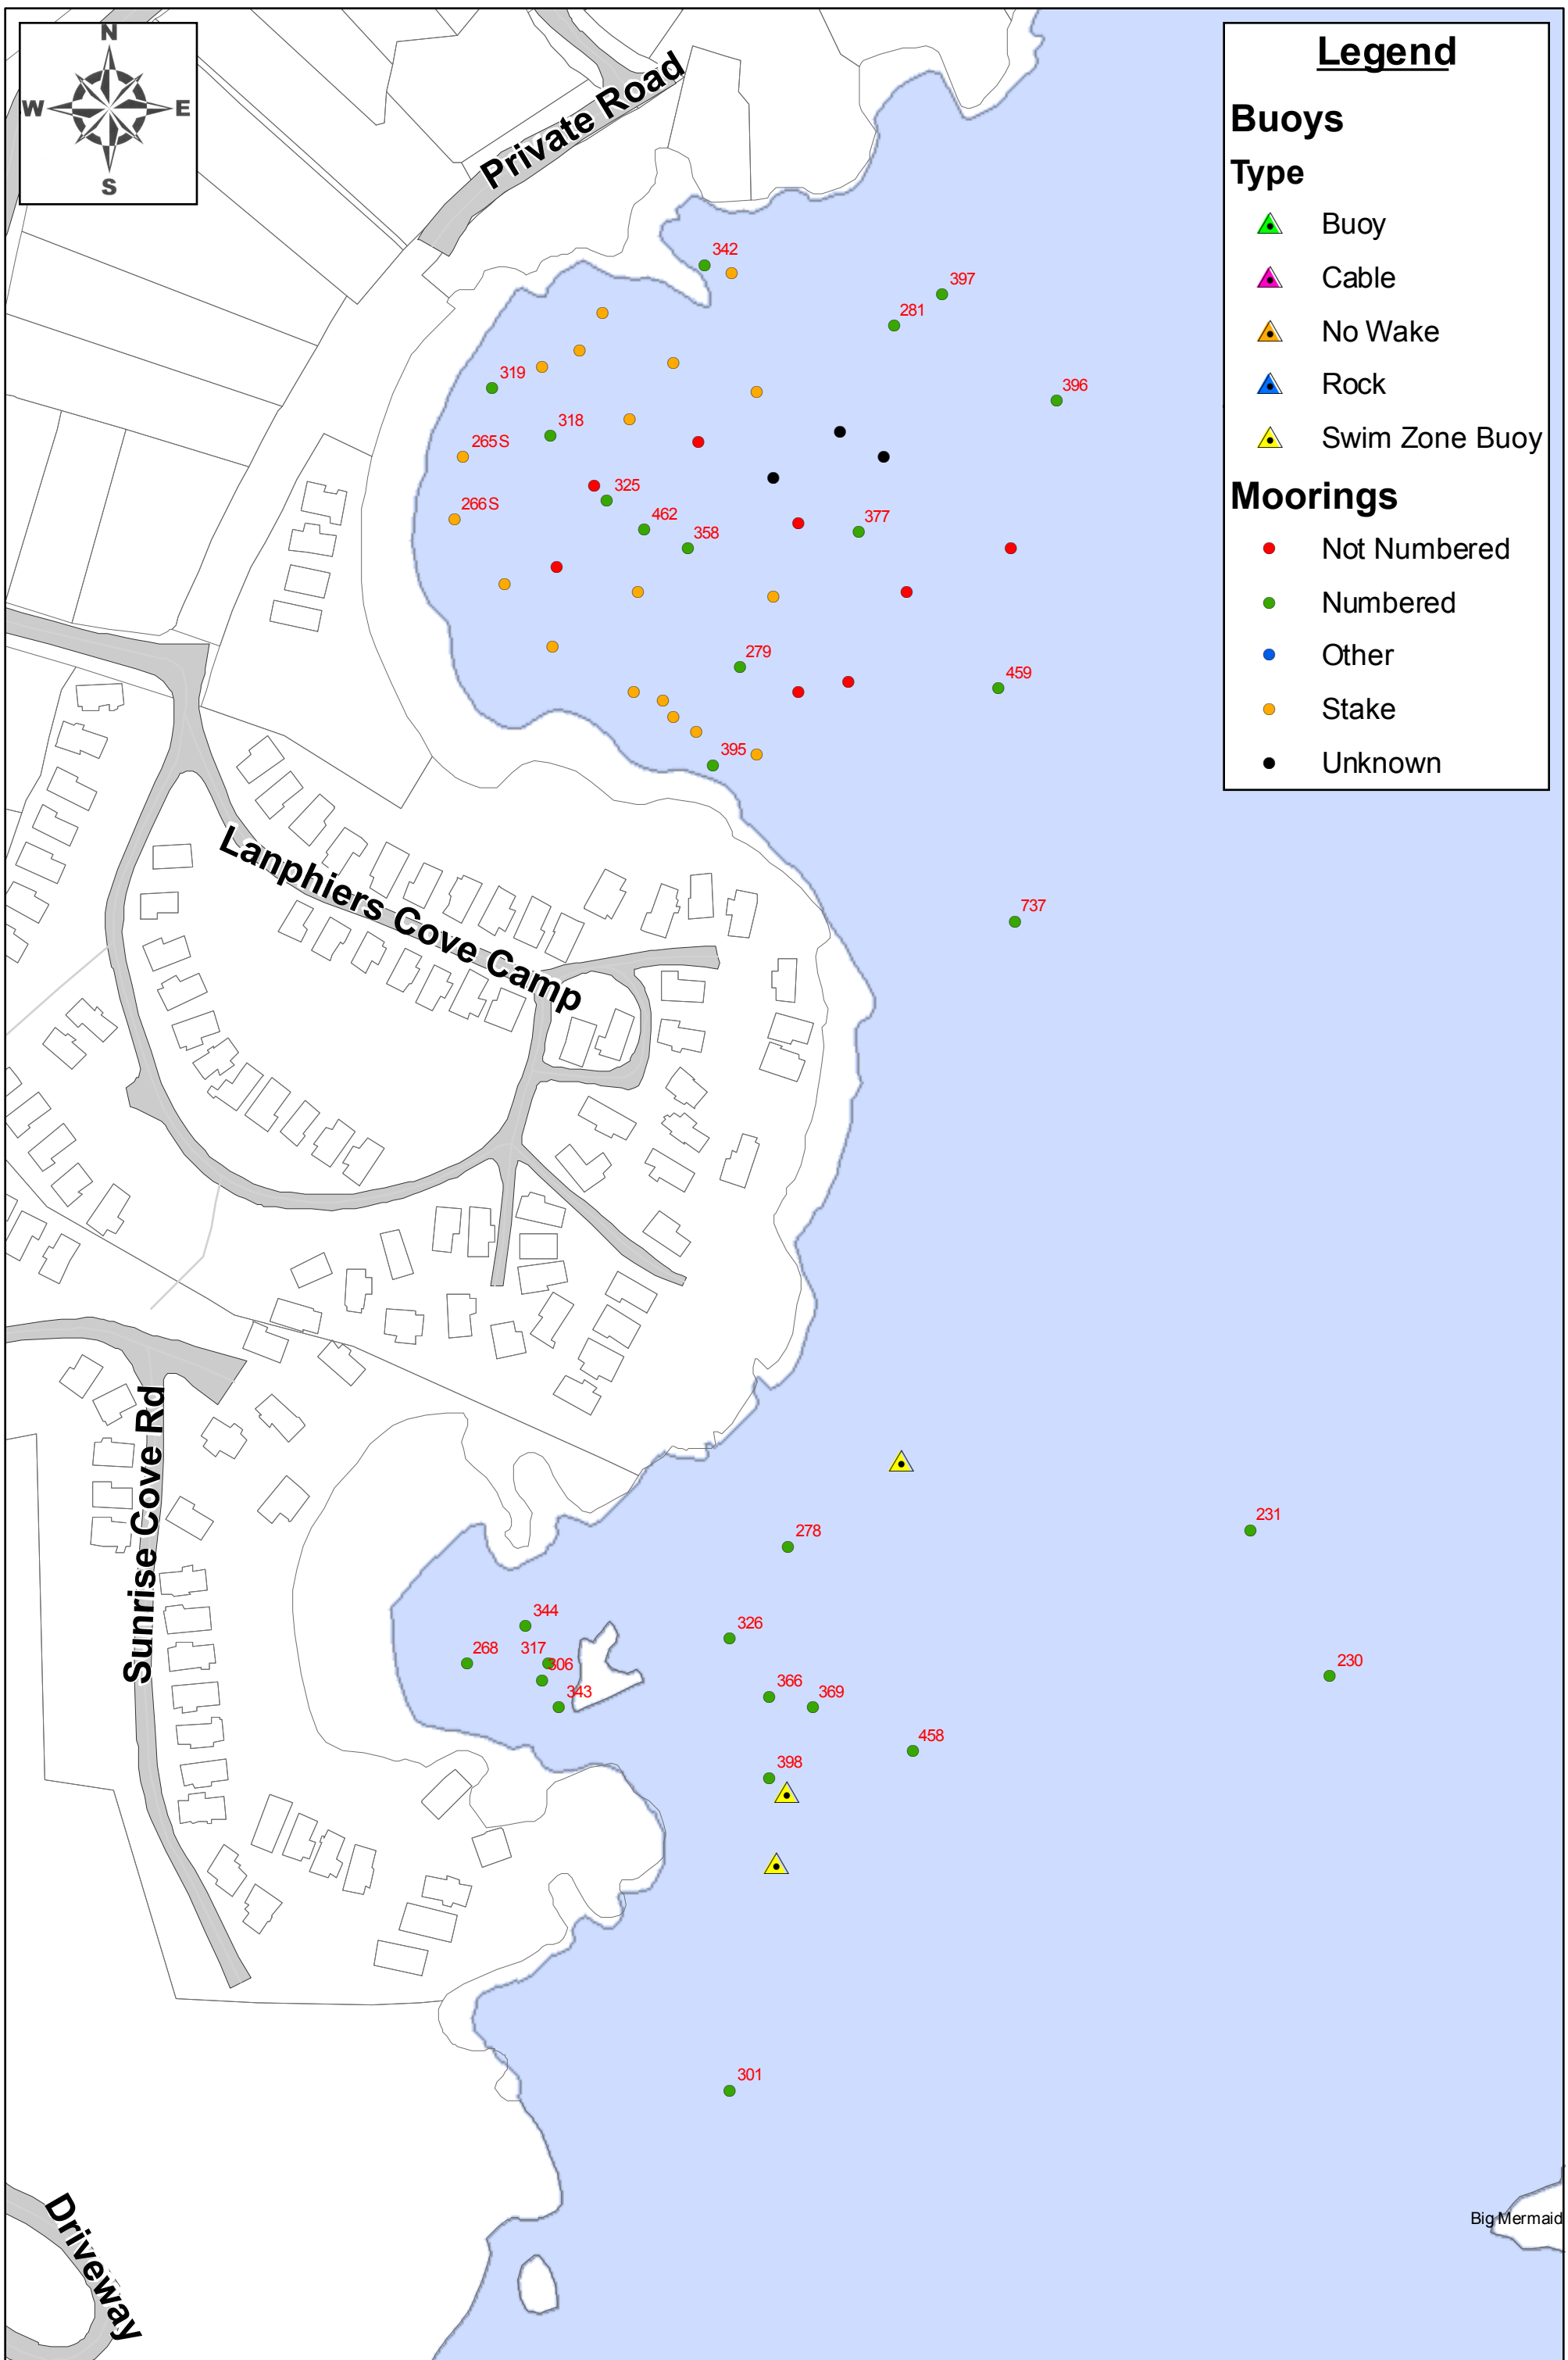 N
W E
S
Private Road
Legend
Buoys
Type
Buoy
Cable
No Wake
Rock
Swim Zone Buoy
Moorings
Not Numbered
Numbered
Other
Stake
Unknown
342
397
281
319
396
318
265S
325
266S
462
377
358
279
459
395
Lanphiers Cove Camp
737
Sunrise Cove Rd
231
278
344
326
268
317
306
230
366
343
369
458
398
301
Big Mermaid
Driveway